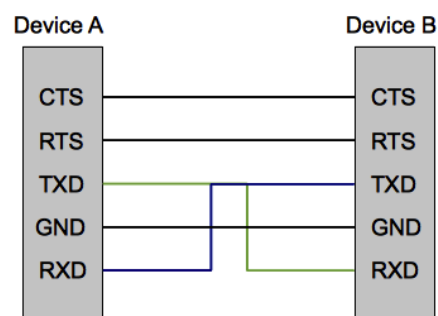 Device A Device B
CTS CTS
RTS RTS
TXD TXD
GND GND
RXD RXD